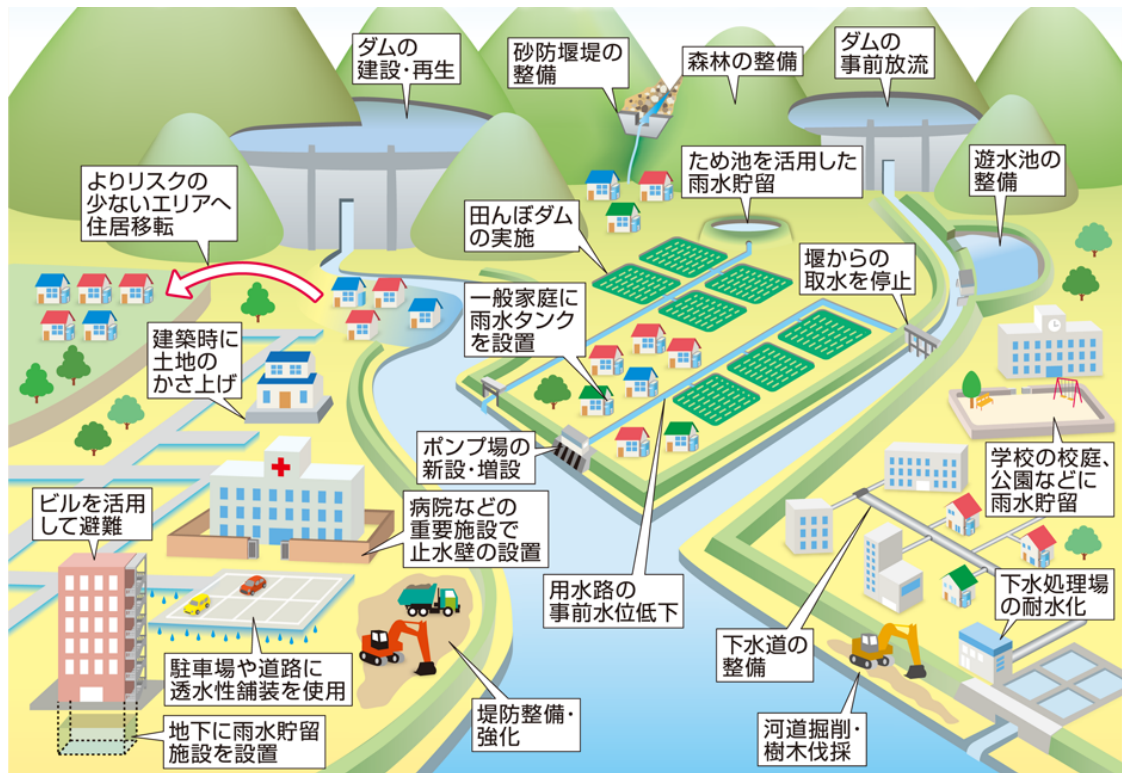 ダムの
建設・再生
砂防堰堤の
整備
森林の整備
ダムの
事前放流
よりリスクの
少ないエリアへ
住居移転
田んぼダム
の実施
ため池を活用した
雨水貯留
遊水池の
整備
建築時に
土地の
かさ上げ
一般家庭に
雨水タンク
を設置
堰からの
取水を停止
ポンプ場の
新設・増設
学校の校庭、
公園などに
雨水貯留
ビルを活用
して避難
病院などの
重要施設で
止水壁の設置
用水路の
事前水位低下
下水処理場
の耐水化
下水道の
整備
駐車場や道路に
透水性舗装を使用
地下に雨水貯留
施設を設置
堤防整備・
強化
河道掘削・
樹木伐採